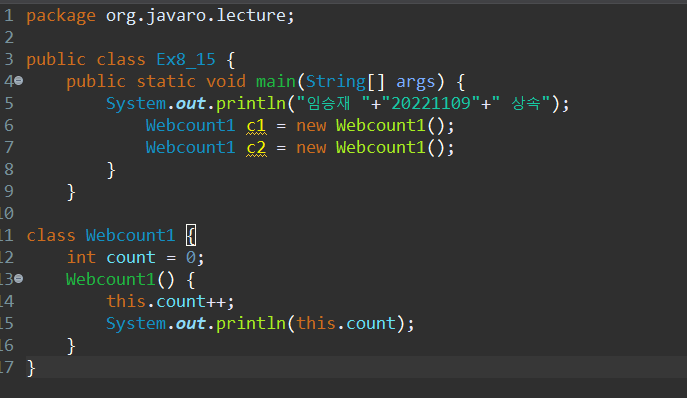 1 package org.javaro.lecture;
2
3 public class Ex8_15 {
4     public static void main(String[] args) {
5         System.out.println("임승재 "+"20221109"+" 상속");
6             Webcount1 c1 = new Webcount1();
7             Webcount1 c2 = new Webcount1();
8         }
9     }
10
11 class Webcount1 {
12     int count = 0;
13     Webcount1() {
14         this.count++;
15         System.out.println(this.count);
16     }
17 }